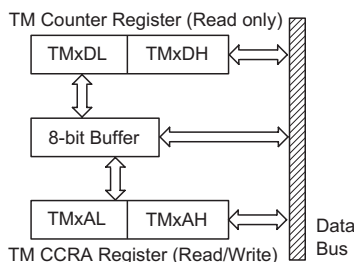 TM Counter Register (Read only)
TMxDL TMxDH
8-bit Buffer
TMxAL TMxAH
Data
Bus
TM CCRA Register (Read/Write)